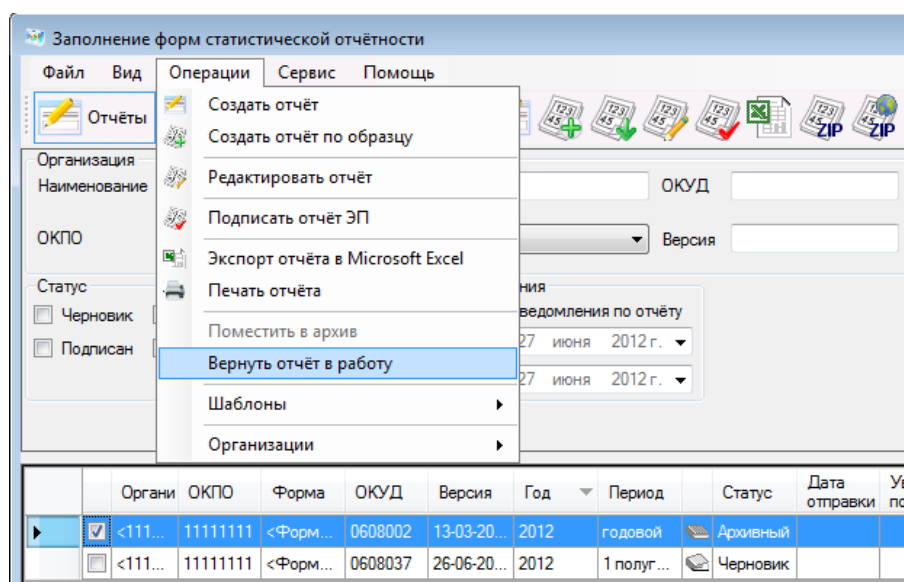 Заполнение форм статистической отчётности
Файл Вид Операции Сервис Помощь
Отчёты
Создать отчёт
Создать отчёт по образцу
Редактировать отчёт
Подписать отчёт ЭП
Экспорт отчёта в Microsoft Excel
Печать отчёта
Поместить в архив
Вернуть отчёт в работу
Шаблоны
Организации
ZIP ZIP
Организация
Наименование ОКУД
ОКПО Версия
Статус ния
Черновик ведомления по отчёту
27 июня 2012 г.
Подписан
27 июня 2012 г.
Органи ОКПО Форма ОКУД Версия Год Период Статус Дата отправки Ув по
<111... 11111111 <Форм... 0608002 13-03-20... 2012 годовой Архивный
<111... 11111111 <Форм... 0608037 26-06-20... 2012 1 полуг... Черновик